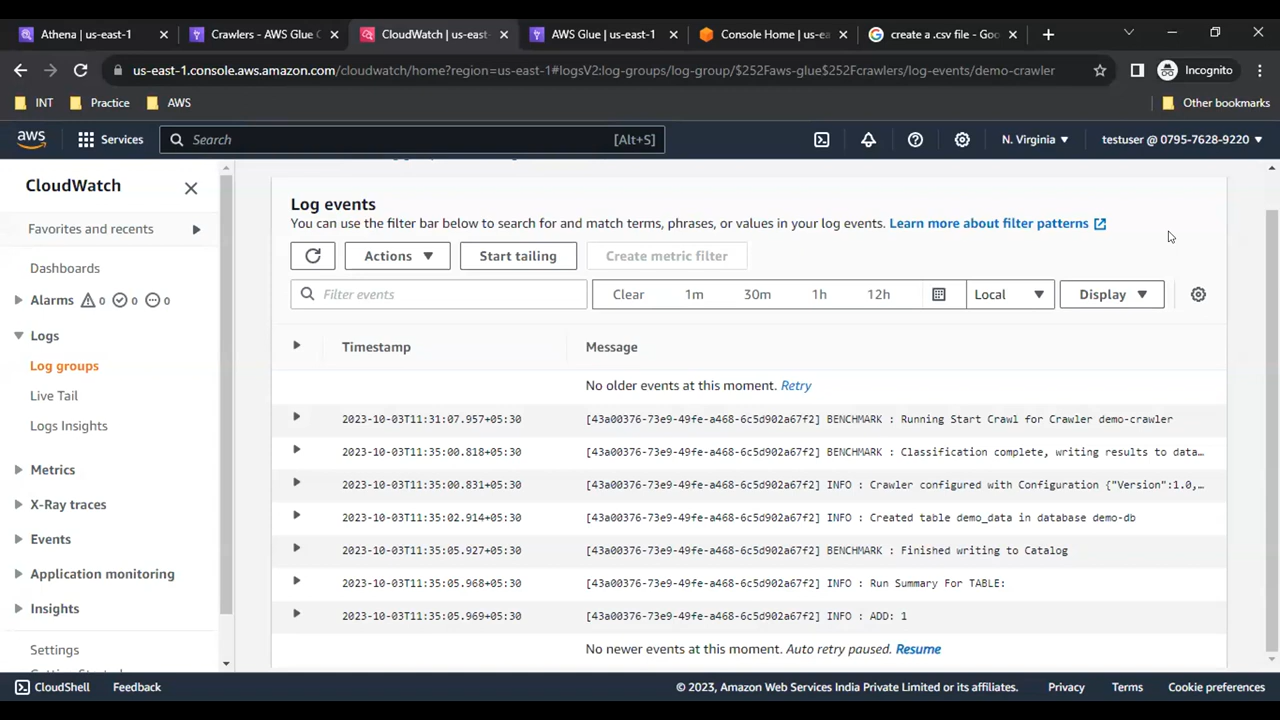 Athena | us-east-1
Crawlers - AWS Glue C
CloudWatch | us-east-
AWS Glue | us-east-1
Console Home | us-ea
create a .csv file - Goo
us-east-1.console.aws.amazon.com/cloudwatch/home?region=us-east-1#logsV2:log-groups/log-group/$252Faws-glue$252Fcrawlers/log-events/demo-crawler
Incognito
INT
Practice
AWS
Other bookmarks
aws
Services
Search
[Alt+S]
N. Virginia
testuser @ 0795-7628-9220
CloudWatch
Favorites and recents
Dashboards
Alarms 0 0 0
Logs
Log groups
Live Tail
Logs Insights
Metrics
X-Ray traces
Events
Application monitoring
Insights
Settings
Log events
You can use the filter bar below to search for and match terms, phrases, or values in your log events. Learn more about filter patterns
Actions
Start tailing
Create metric filter
Filter events
Clear
1m
30m
1h
12h
Local
Display
Timestamp
Message
No older events at this moment. Retry
2023-10-03T11:31:07.957+05:30 [43a00376-73e9-49fe-a468-6c5d902a67f2] BENCHMARK : Running Start Crawl for Crawler demo-crawler
2023-10-03T11:35:00.818+05:30 [43a00376-73e9-49fe-a468-6c5d902a67f2] BENCHMARK : Classification complete, writing results to data…
2023-10-03T11:35:00.831+05:30 [43a00376-73e9-49fe-a468-6c5d902a67f2] INFO : Crawler configured with Configuration {"Version":1.0,…
2023-10-03T11:35:02.914+05:30 [43a00376-73e9-49fe-a468-6c5d902a67f2] INFO : Created table demo_data in database demo-db
2023-10-03T11:35:05.927+05:30 [43a00376-73e9-49fe-a468-6c5d902a67f2] BENCHMARK : Finished writing to Catalog
2023-10-03T11:35:05.968+05:30 [43a00376-73e9-49fe-a468-6c5d902a67f2] INFO : Run Summary For TABLE:
2023-10-03T11:35:05.969+05:30 [43a00376-73e9-49fe-a468-6c5d902a67f2] INFO : ADD: 1
No newer events at this moment. Auto retry paused. Resume
CloudShell
Feedback
© 2023, Amazon Web Services India Private Limited or its affiliates.
Privacy
Terms
Cookie preferences